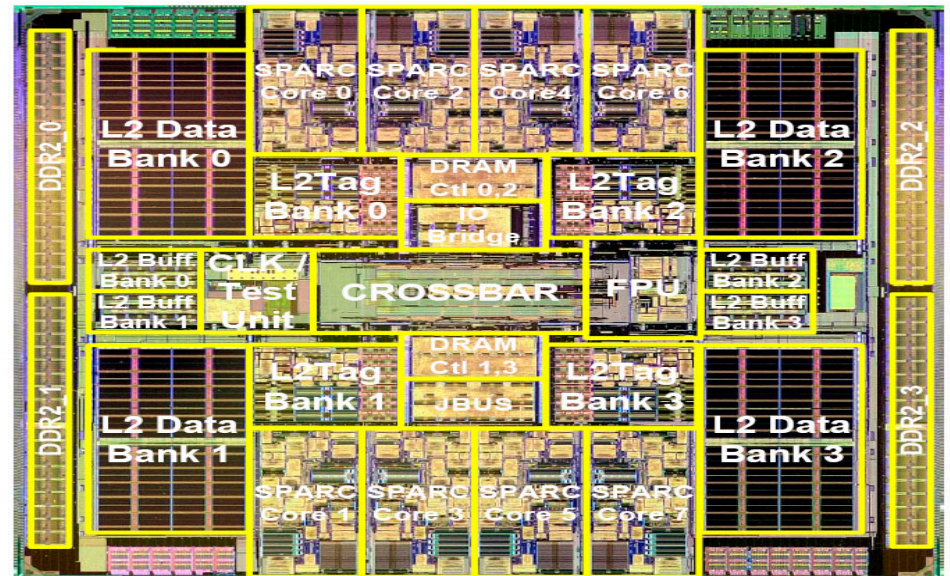 SPARC
Core 0
SPARC
Core 2
SPARC
Core4
SPARC
Core 6
DDR2_0
L2 Data
Bank 0
L2Tag
Bank 0
DRAM
Ctl 0,2
IO
Bridge
L2Tag
Bank 2
L2 Data
Bank 2
DDR2_2
L2 Buff
Bank 0
L2 Buff
Bank 1
CLK /
Test
Unit
CROSSBAR
FPU
L2 Buff
Bank 2
L2 Buff
Bank 3
DDR2_1
L2 Data
Bank 1
L2Tag
Bank 1
DRAM
Ctl 1,3
JBUS
L2Tag
Bank 3
L2 Data
Bank 3
DDR2_3
SPARC
Core 1
SPARC
Core 3
SPARC
Core 5
SPARC
Core 7